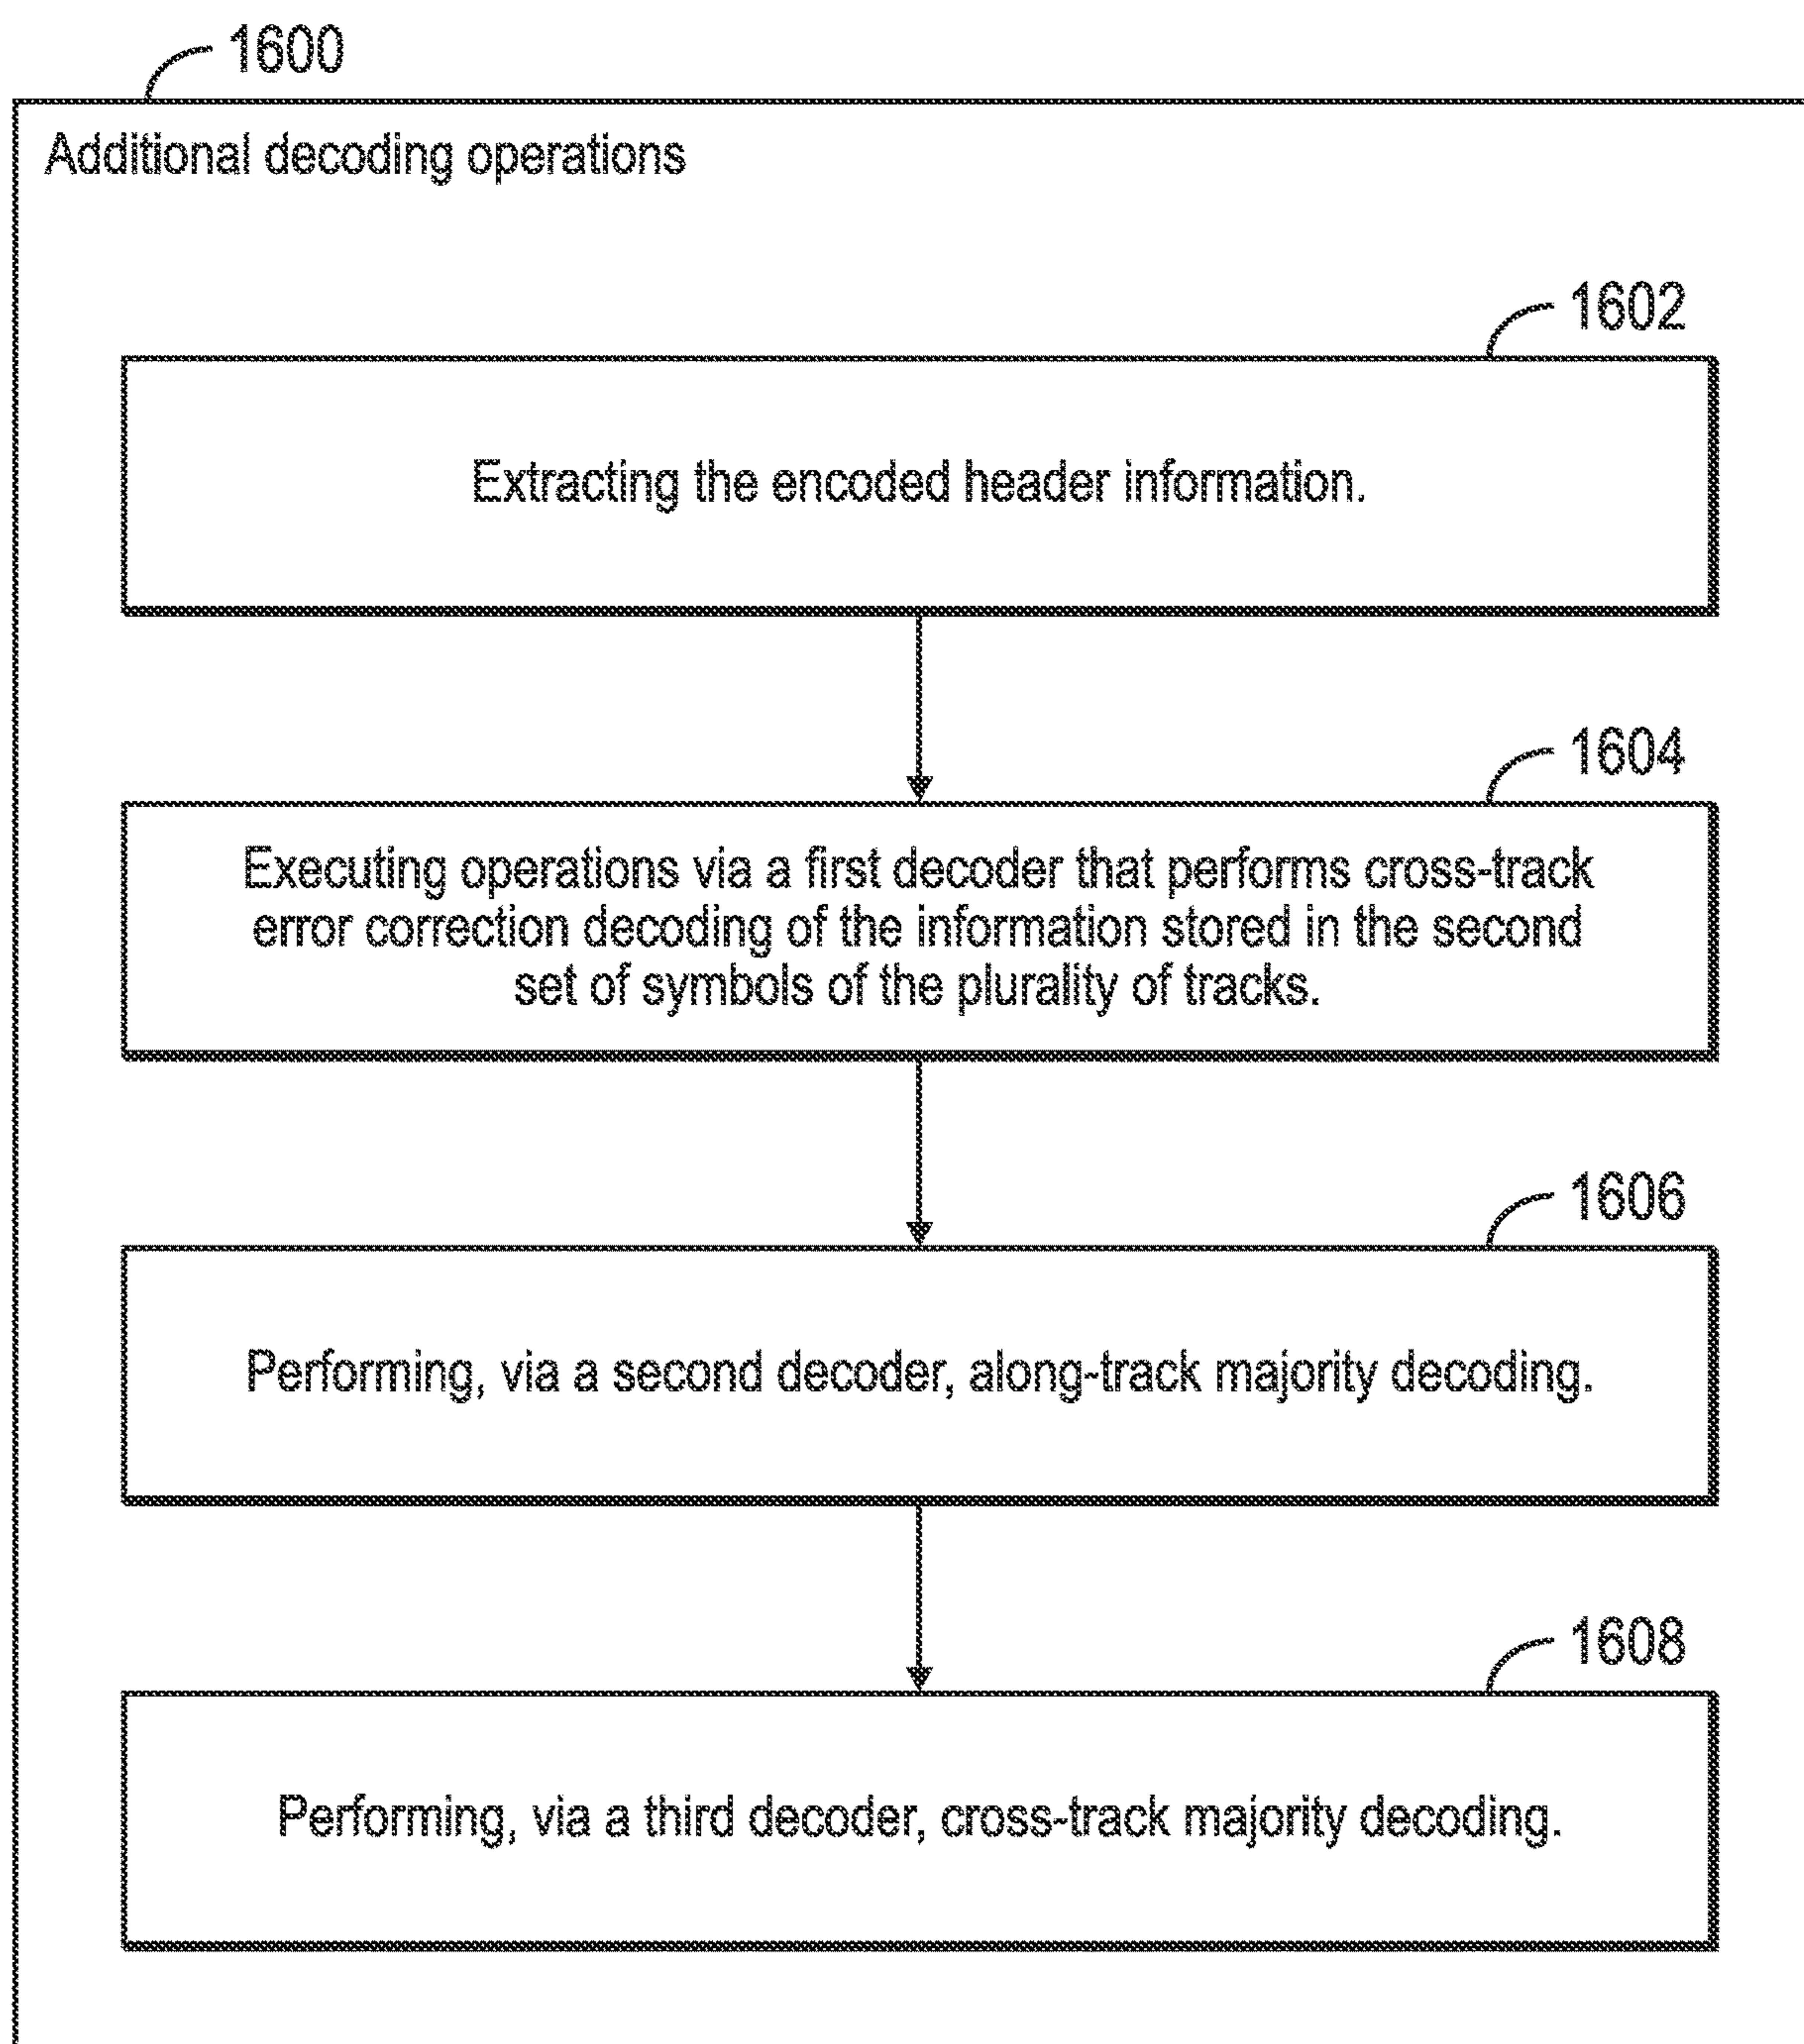 1600
Additional decoding operations
1602
Extracting the encoded header information.
1604
Executing operations via a first decoder that performs cross-track
error correction decoding of the information stored in the second
set of symbols of the plurality of tracks.
1606
Performing, via a second decoder, along-track majority decoding.
1608
Performing, via a third decoder, cross-track majority decoding.